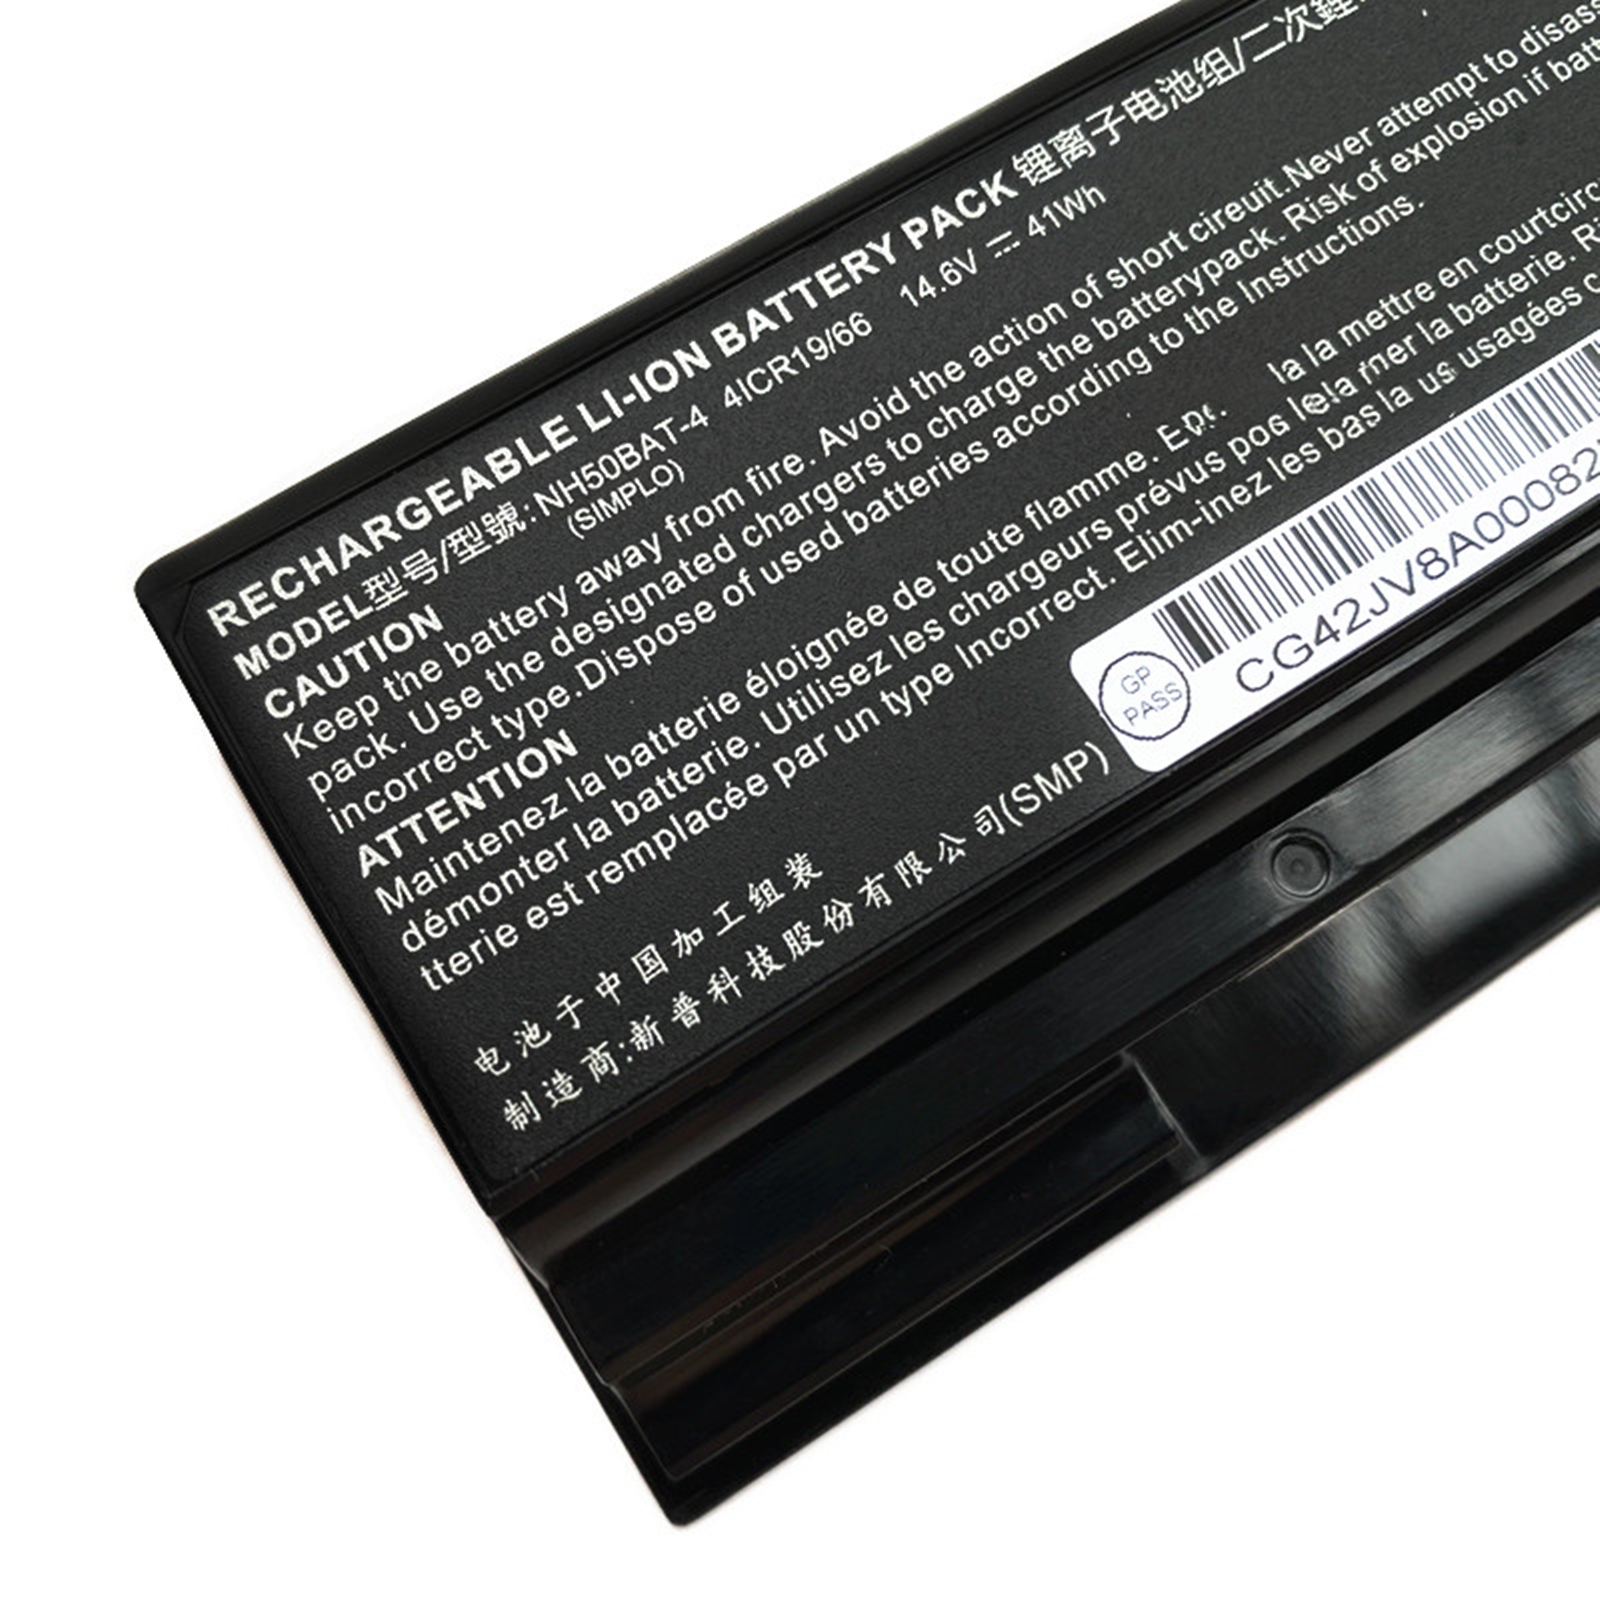 RECHARGEABLE LI-ION BATTERY PACK 锂离子电池组/二次鋰
MODEL型号/型號: NH50BAT-4 4ICR19/66 14.6V ⎓ 41Wh
(SIMPLO)
CAUTION
Keep the battery away from fire. Avoid the action of short cireuit.Never attempt to disass
pack. Use the designated chargers to charge the batterypack. Risk of explosion if batt
incorrect type.Dispose of used batteries according to the Instructions.
ATTENTION
Maintenez la batterie éloignée de toute flamme. la la mettre en courtcirc
démonter la batterie. Utilisez les chargeurs prévus la batterie. Ri
tterie est remplacée par un type Incorrect. Elim-inez les bas la us usagées c
电池于中国加工组装
制造商:新普科技股份有限公司(SMP)
GP
PASS
CG42JV8A00082